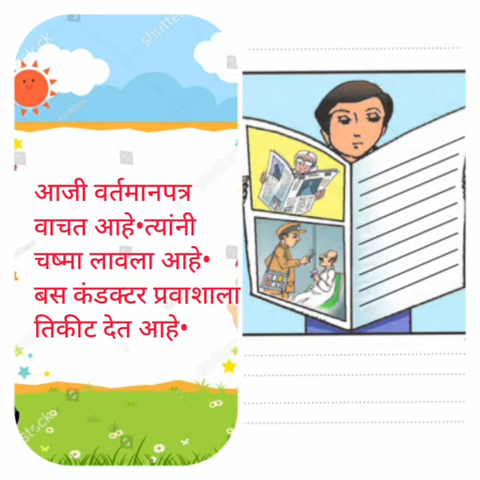 आजी वर्तमानपत्र
वाचत आहे•त्यांनी
चष्मा लावला आहे•
बस कंडक्टर प्रवाशाला
तिकीट देत आहे•